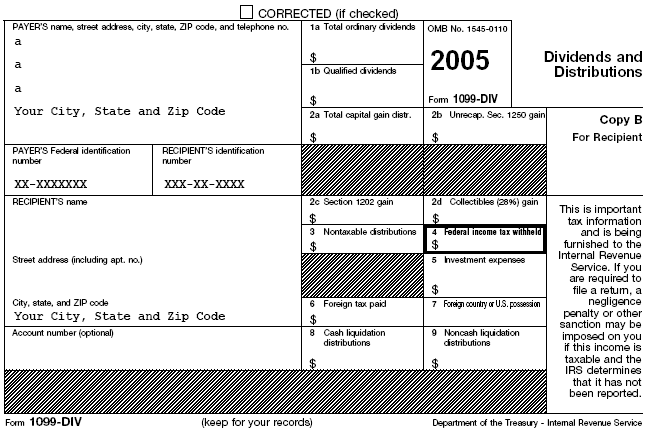 CORRECTED (if checked)
PAYER'S name, street address, city, state, ZIP code, and telephone no.
a
a
a
Your City, State and Zip Code
1a Total ordinary dividends
$
1b Qualified dividends
$
OMB No. 1545-0110
2005
Form 1099-DIV
Dividends and
Distributions
2a Total capital gain distr.
$
2b Unrecap. Sec. 1250 gain
$
Copy B
For Recipient
PAYER'S Federal identification
number
XX-XXXXXXX
RECIPIENT'S identification
number
XXX-XX-XXXX
RECIPIENT'S name
2c Section 1202 gain
$
2d Collectibles (28%) gain
$
3 Nontaxable distributions
$
4 Federal income tax withheld
$
Street address (including apt. no.)
5 Investment expenses
$
City, state, and ZIP code
Your City, State and Zip Code
6 Foreign tax paid
$
7 Foreign country or U.S. possession
Account number (optional)
8 Cash liquidation
distributions
$
9 Noncash liquidation
distributions
$
This is important
tax information
and is being
furnished to the
Internal Revenue
Service. If you
are required to
file a return, a
negligence
penalty or other
sanction may be
imposed on you
if this income is
taxable and the
IRS determines
that it has not
been reported.
Form 1099-DIV
(keep for your records)
Department of the Treasury - Internal Revenue Service